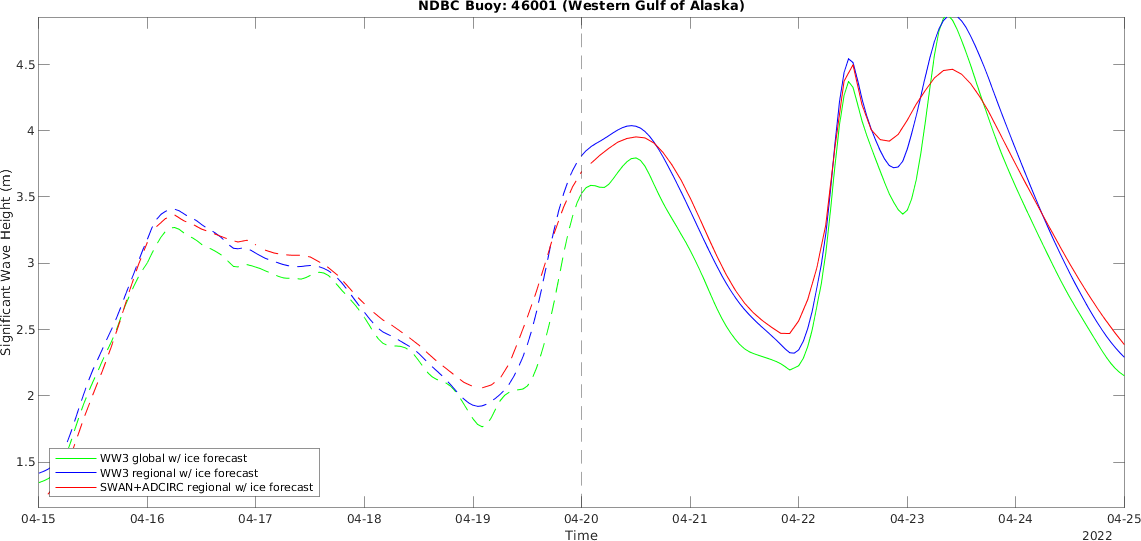 NDBC Buoy: 46001 (Western Gulf of Alaska)
Significant Wave Height (m)
4.5
4
3.5
3
2.5
2
1.5
WW3 global w/ ice forecast
WW3 regional w/ ice forecast
SWAN+ADCIRC regional w/ ice forecast
04-15 04-16 04-17 04-18 04-19 04-20 04-21 04-22 04-23 04-24 04-25
Time 2022